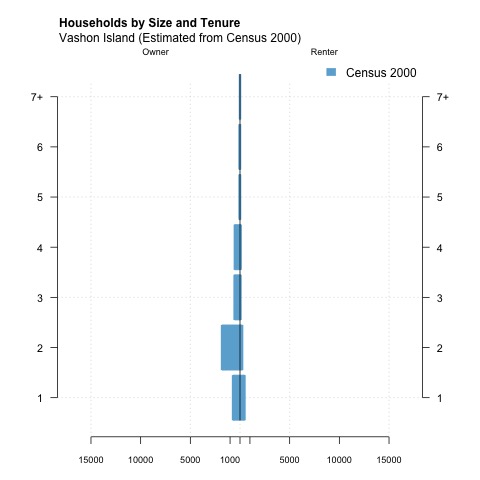 Households by Size and Tenure
Vashon Island (Estimated from Census 2000)
Owner Renter
Census 2000
7+ 7+
6 6
5 5
4 4
3 3
2 2
1 1
15000 10000 5000 1000 5000 10000 15000